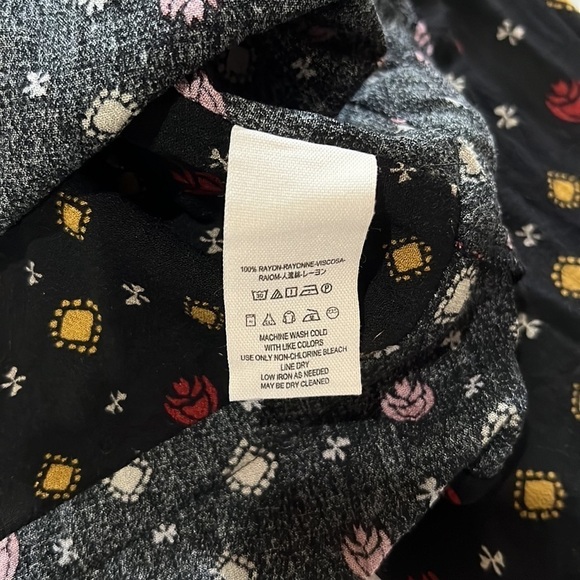 100% RAYON-RAYONNE-VISCOSA-
RAIOM-人造絲-レーヨン
MACHINE WASH COLD
WITH LIKE COLORS
USE ONLY NON-CHLORINE BLEACH
LINE DRY
LOW IRON AS NEEDED
MAY BE DRY CLEANED